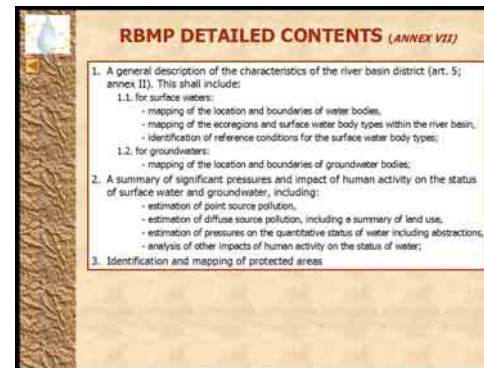 RBMP DETAILED CONTENTS (ANNEX VII)
1. A general description of the characteristics of the river basin district (art. 5;
annex II). This shall include:
1.1. for surface waters:
- mapping of the location and boundaries of water bodies,
- mapping of the ecoregions and surface water body types within the river basin,
- identification of reference conditions for the surface water body types;
1.2. for groundwaters:
- mapping of the location and boundaries of groundwater bodies;
2. A summary of significant pressures and impact of human activity on the status
of surface water and groundwater, including:
- estimation of point source pollution,
- estimation of diffuse source pollution, including a summary of land use,
- estimation of pressures on the quantitative status of water including abstractions,
- analysis of other impacts of human activity on the status of water;
3. Identification and mapping of protected areas